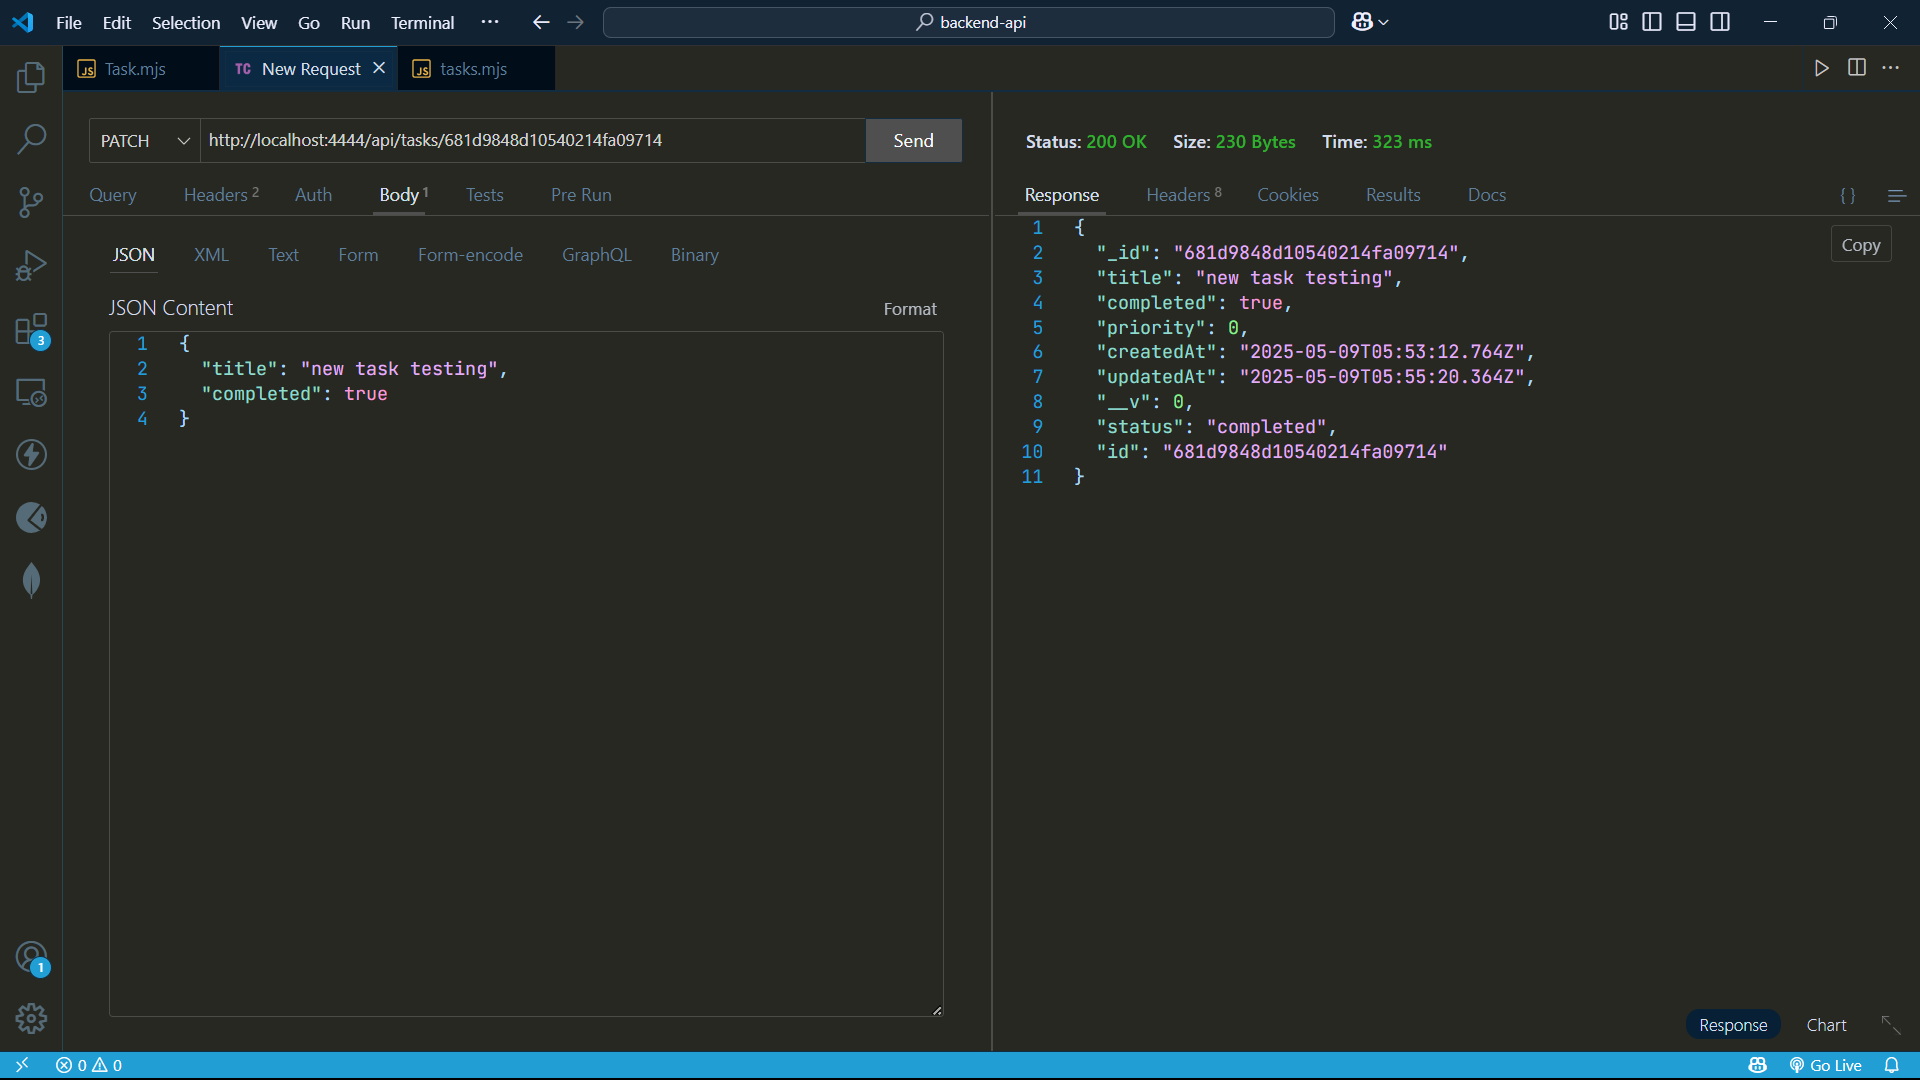 File Edit Selection View Go Run Terminal ··· backend-api
Task.mjs
TC New Request
tasks.mjs
PATCH http://localhost:4444/api/tasks/681d9848d10540214fa09714 Send
Query Headers 2 Auth Body 1 Tests Pre Run
JSON XML Text Form Form-encode GraphQL Binary
JSON Content Format
1 {
2 "title": "new task testing",
3 "completed": true
4 }
Status: 200 OK Size: 230 Bytes Time: 323 ms
Response Headers 8 Cookies Results Docs {}
Copy
1 {
2 "_id": "681d9848d10540214fa09714",
3 "title": "new task testing",
4 "completed": true,
5 "priority": 0,
6 "createdAt": "2025-05-09T05:53:12.764Z",
7 "updatedAt": "2025-05-09T05:55:20.364Z",
8 "__v": 0,
9 "status": "completed",
10 "id": "681d9848d10540214fa09714"
11 }
3
1
Response Chart
0 0 Go Live